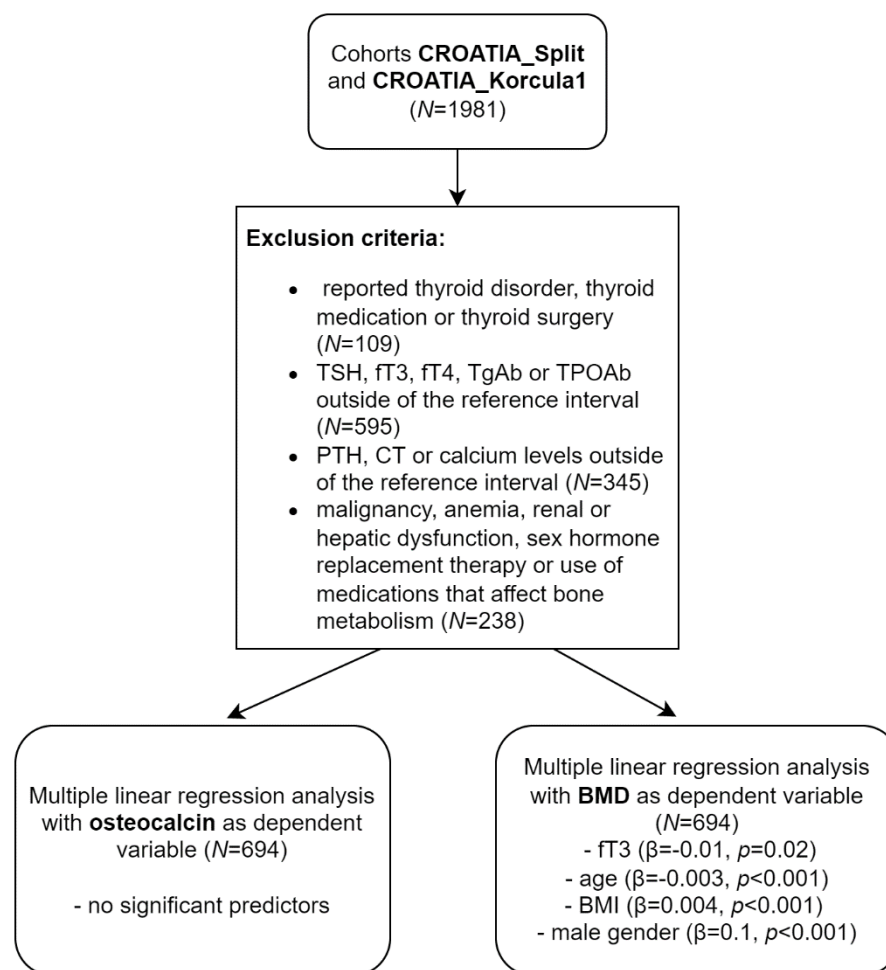 Cohorts CROATIA_Split
and CROATIA_Korcula1
(N=1981)
Exclusion criteria:
• reported thyroid disorder, thyroid
medication or thyroid surgery
(N=109)
• TSH, fT3, fT4, TgAb or TPOAb
outside of the reference interval
(N=595)
• PTH, CT or calcium levels outside
of the reference interval (N=345)
• malignancy, anemia, renal or
hepatic dysfunction, sex hormone
replacement therapy or use of
medications that affect bone
metabolism (N=238)
Multiple linear regression analysis
with osteocalcin as dependent
variable (N=694)
- no significant predictors
Multiple linear regression analysis
with BMD as dependent variable
(N=694)
- fT3 (β=-0.01, p=0.02)
- age (β=-0.003, p<0.001)
- BMI (β=0.004, p<0.001)
- male gender (β=0.1, p<0.001)